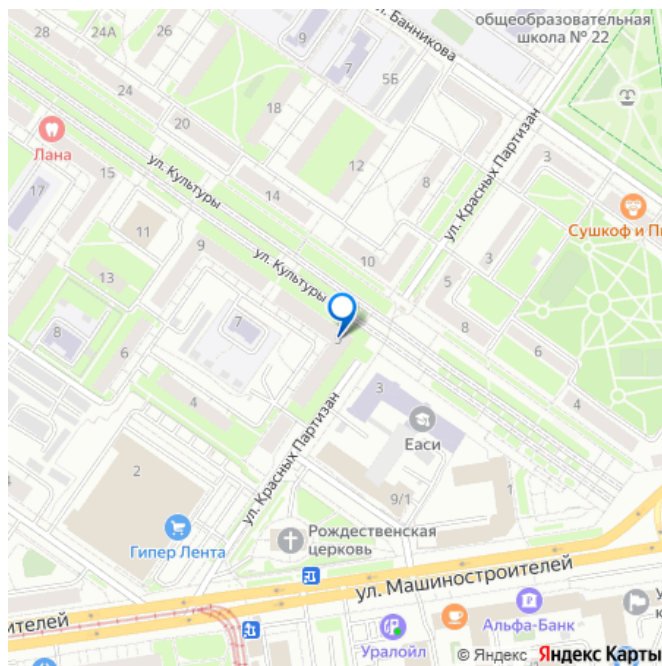 общеобразовательная
школа № 22
28
24А
9
ул. Банникова
7
5Б
24
18
20
Лана
15
12
ул. Красных Партизан
3
8
17
ул. Культуры
14
Сушкоф и Пи
11
9
10
3
ул. Культуры
5
13
7
8
8
6
6
3
4
4
ул. Красных Партизан
Еаси
2
9/1
1
Гипер Лента
Рождественская
церковь
ул. Машиностроителей
ителей
Альфа-Банк
Уралойл
© Яндекс Яндекс Карты